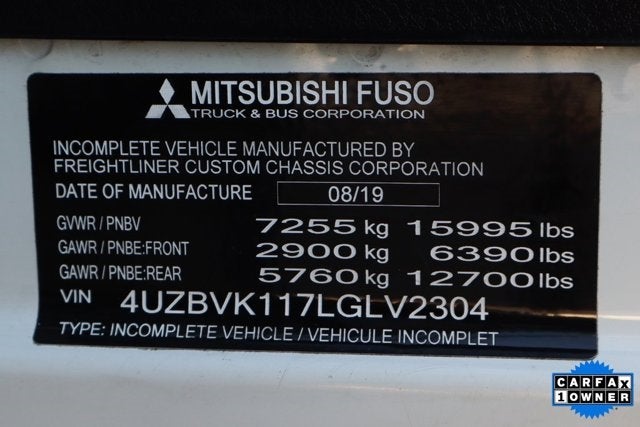 MITSUBISHI FUSO
TRUCK & BUS CORPORATION
INCOMPLETE VEHICLE MANUFACTURED BY
FREIGHTLINER CUSTOM CHASSIS CORPORATION
DATE OF MANUFACTURE 08/19
GVWR / PNBV 7255 kg 15995 lbs
GAWR / PNBE:FRONT 2900 kg 6390 lbs
GAWR / PNBE:REAR 5760 kg 12700 lbs
VIN 4UZBVK117LGLV2304
TYPE: INCOMPLETE VEHICLE / VEHICULE INCOMPLET
CARFAX
1 OWNER